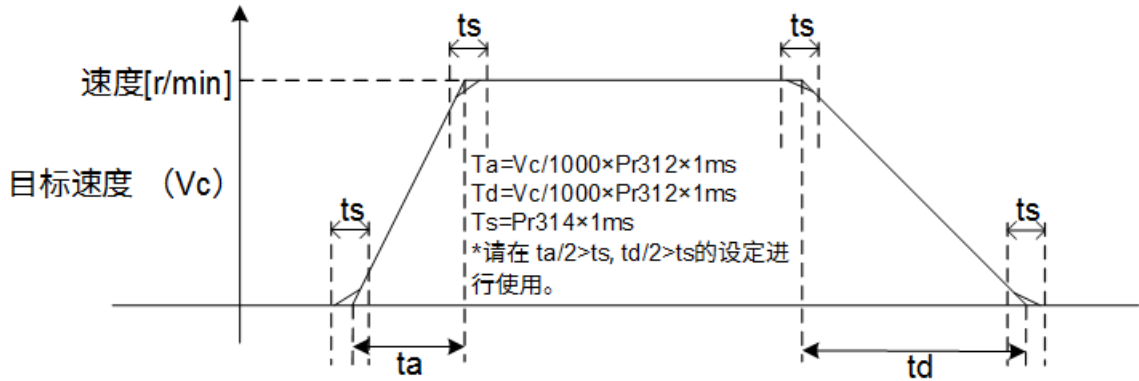 ts
ts
速度[r/min]
目标速度 （Vc）
Ta=Vc/1000×Pr312×1ms
Td=Vc/1000×Pr312×1ms
Ts=Pr314×1ms
*请在 ta/2>ts, td/2>ts的设定进
行使用。
ts
ts
ta
td